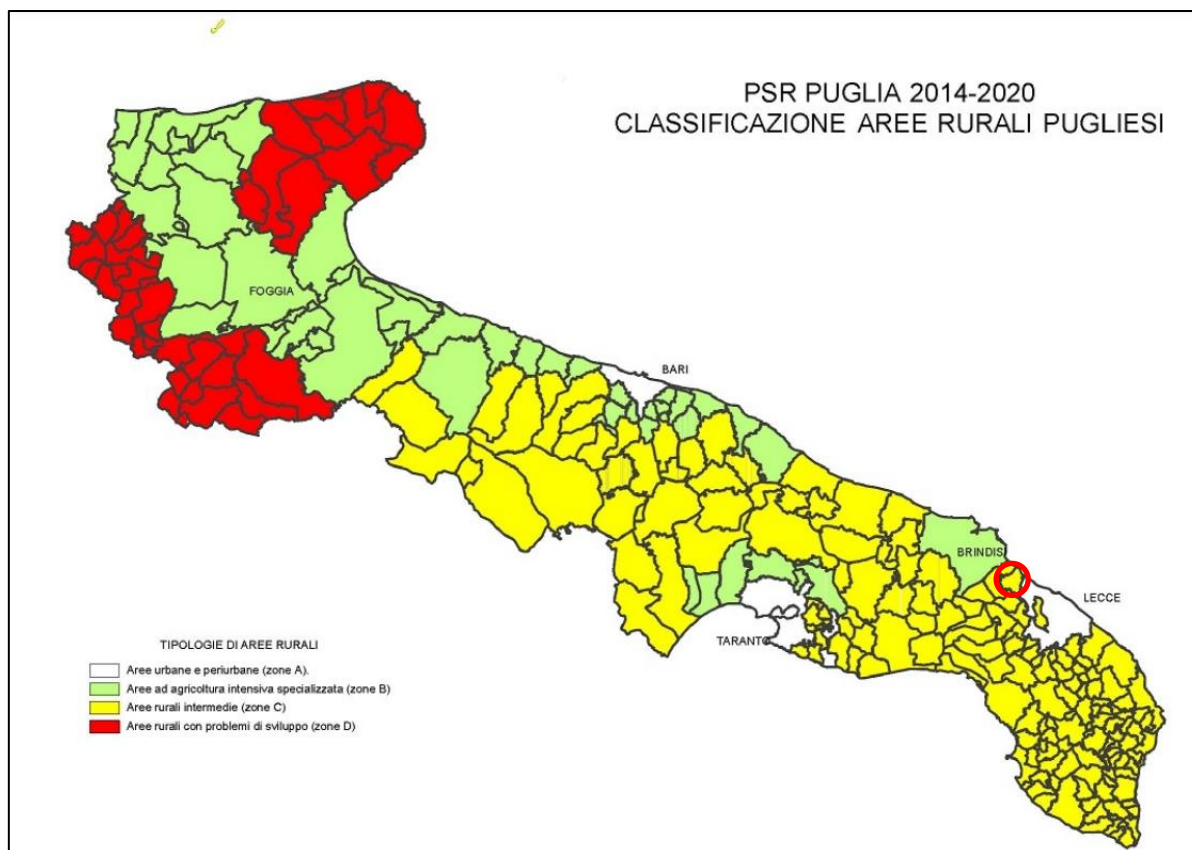 PSR PUGLIA 2014-2020
CLASSIFICAZIONE AREE RURALI PUGLIESI
FOGGIA
BARI
BRINDISI
LECCE
TARANTO
TIPOLOGIE DI AREE RURALI
Aree urbane e periurbane (zone A).
Aree ad agricoltura intensiva specializzata (zone B)
Aree rurali intermedie (zone C)
Aree rurali con problemi di sviluppo (zone D)